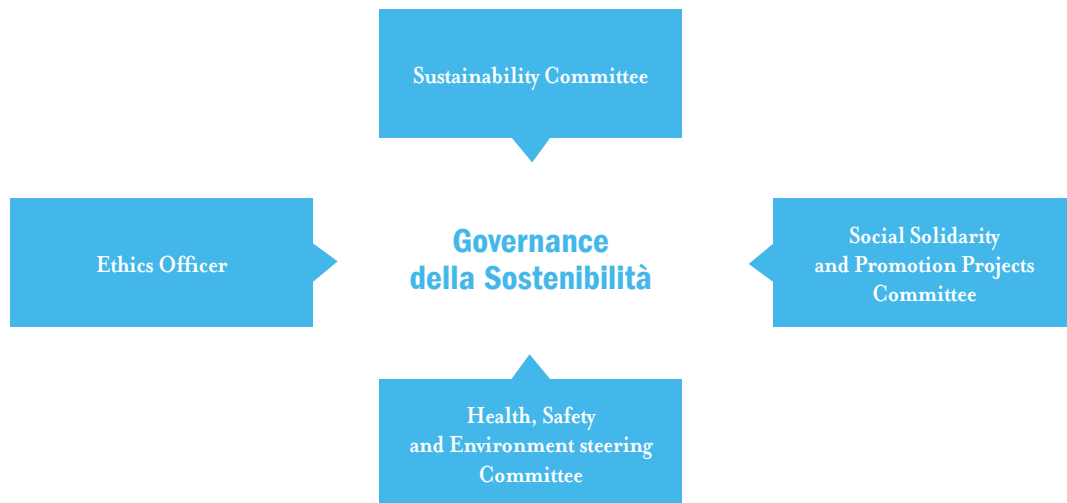 Sustainability Committee
Ethics Officer
Governance
della Sostenibilità
Social Solidarity
and Promotion Projects
Committee
Health, Safety
and Environment steering
Committee